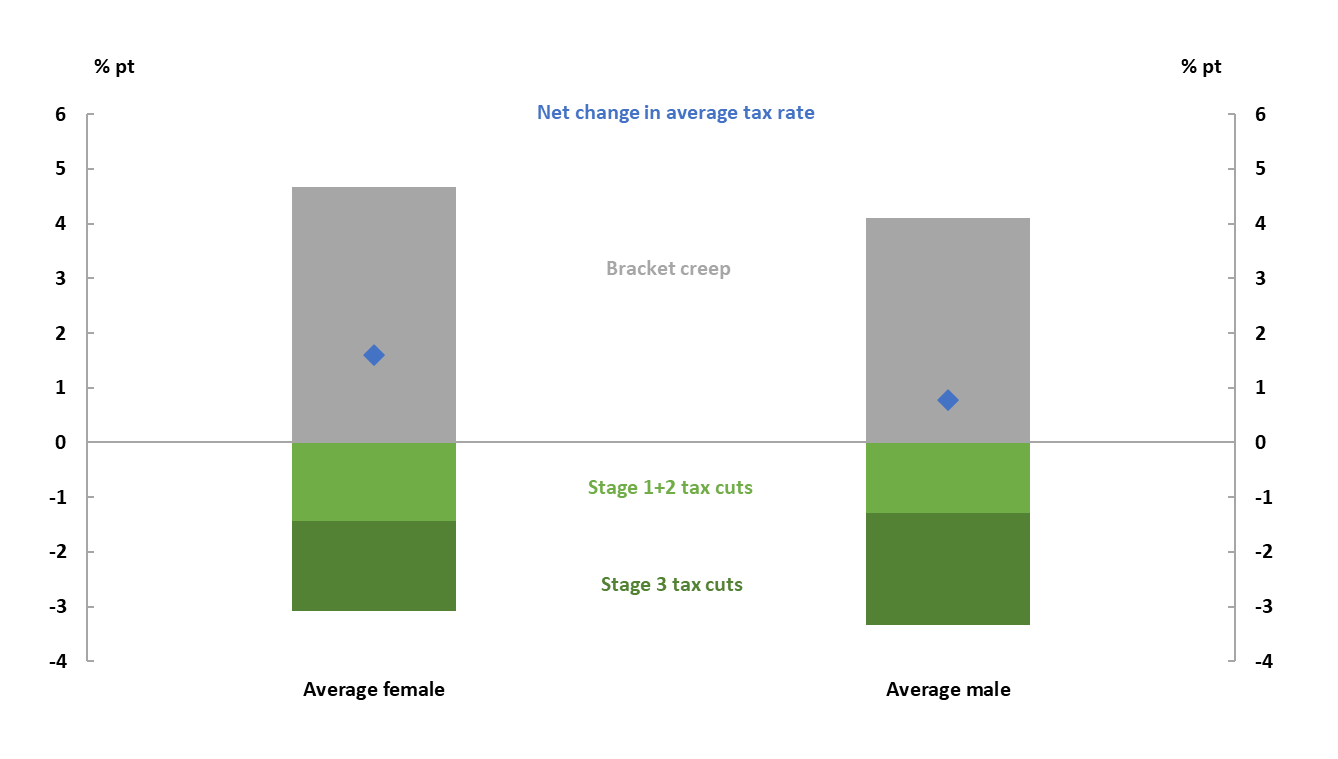 % pt
% pt
Net change in average tax rate
6
6
5
5
4
4
Bracket creep
3
3
2
2
1
1
0
0
Stage 1+2 tax cuts
-1
-1
-2
-2
Stage 3 tax cuts
-3
-3
-4
-4
Average female
Average male